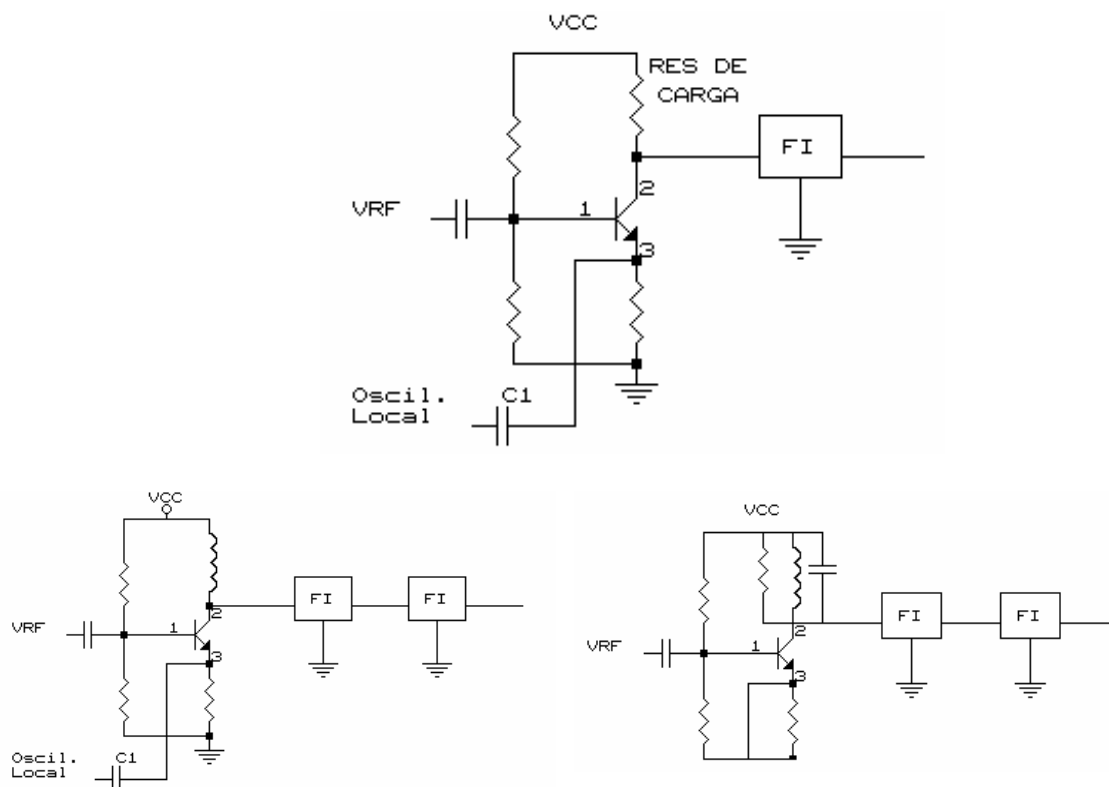 VCC
RES DE
CARGA
FI
2
VRF
1
3
Oscil.
Local
C1
VCC
FI
FI
2
VRF
1
3
Oscil.
Local
C1
VCC
FI
FI
2
VRF
1
3